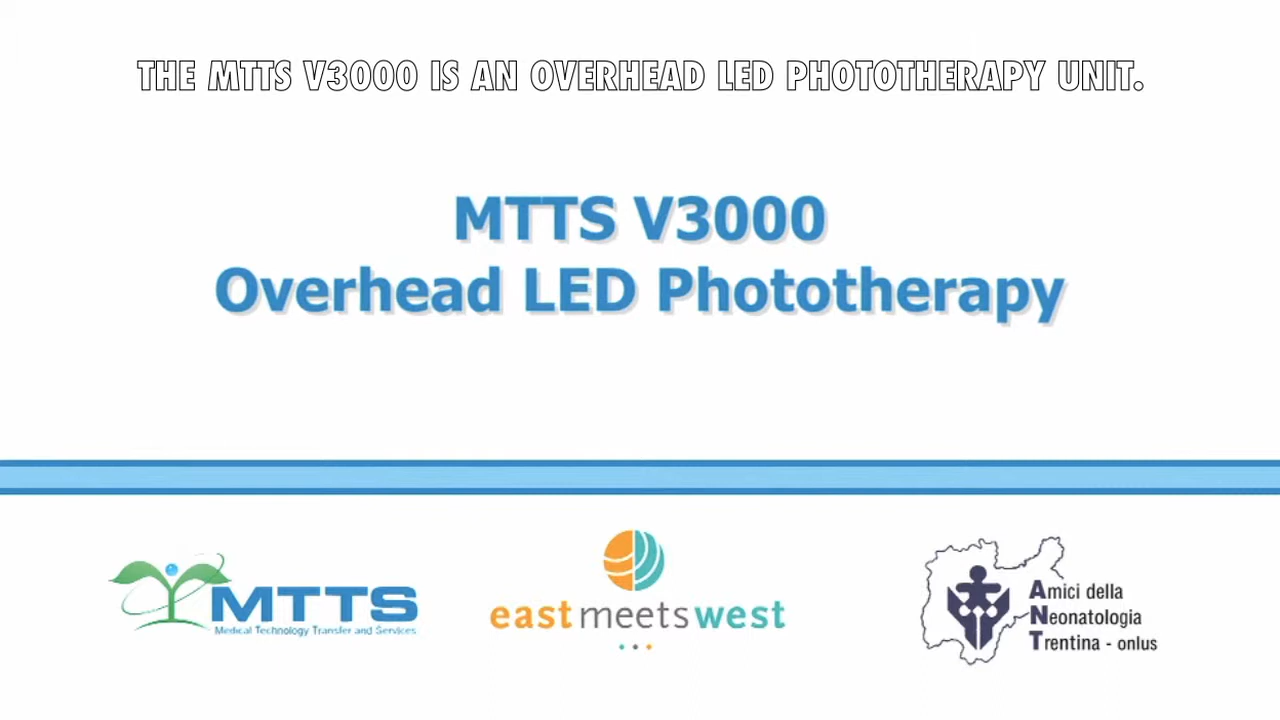 THE MTTS V3000 IS AN OVERHEAD LED PHOTOTHERAPY UNIT.
MTTS V3000
Overhead LED Phototherapy
MTTS
Medical Technology Transfer and Services
eastmeetswest
Amici della
Neonatologia
Trentina - onlus